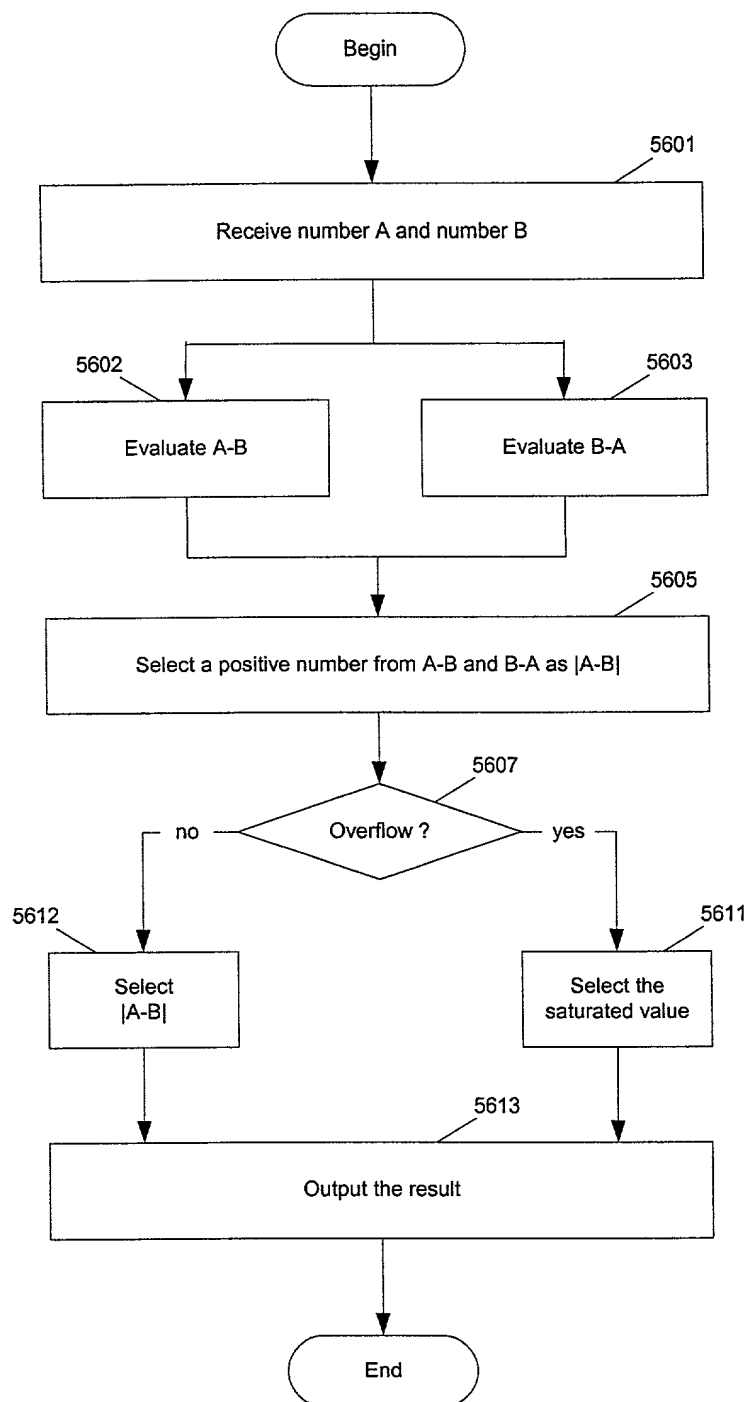 Begin
5601
Receive number A and number B
5602
5603
Evaluate A-B
Evaluate B-A
5605
Select a positive number from A-B and B-A as |A-B|
5607
no
Overflow ?
yes
5612
5611
Select
|A-B|
Select the
saturated value
5613
Output the result
End